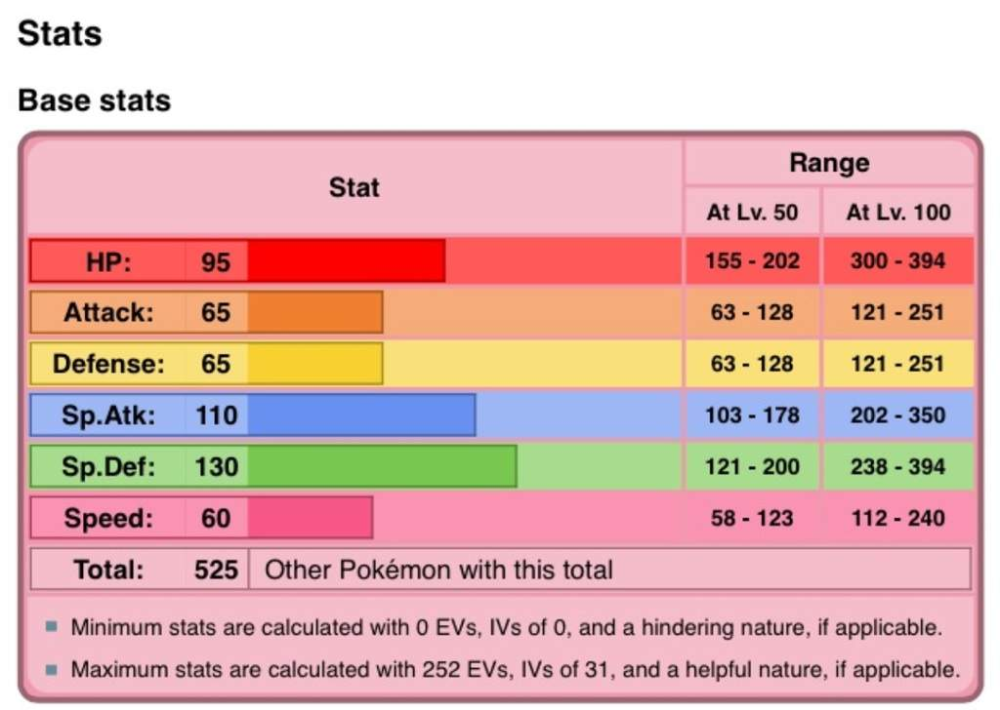 Stats
Base stats
Stat Range
At Lv. 50 At Lv. 100
HP: 95 155 - 202 300 - 394
Attack: 65 63 - 128 121 - 251
Defense: 65 63 - 128 121 - 251
Sp.Atk: 110 103 - 178 202 - 350
Sp.Def: 130 121 - 200 238 - 394
Speed: 60 58 - 123 112 - 240
Total: 525 Other Pokémon with this total
Minimum stats are calculated with 0 EVs, IVs of 0, and a hindering nature, if applicable.
Maximum stats are calculated with 252 EVs, IVs of 31, and a helpful nature, if applicable.